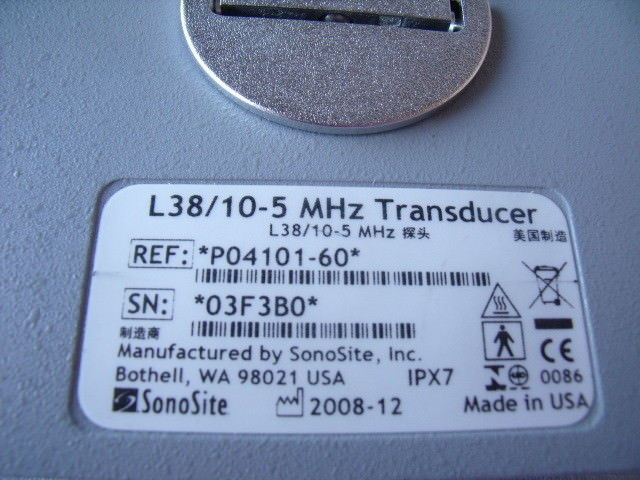 L38/10-5 MHz Transducer
L38/10-5 MHz 探头
美国制造
REF: *P04101-60*
SN: *03F3B0*
制造商
Manufactured by SonoSite, Inc.
Bothell, WA 98021 USA IPX7
CE
0086
SonoSite 2008-12 Made in USA